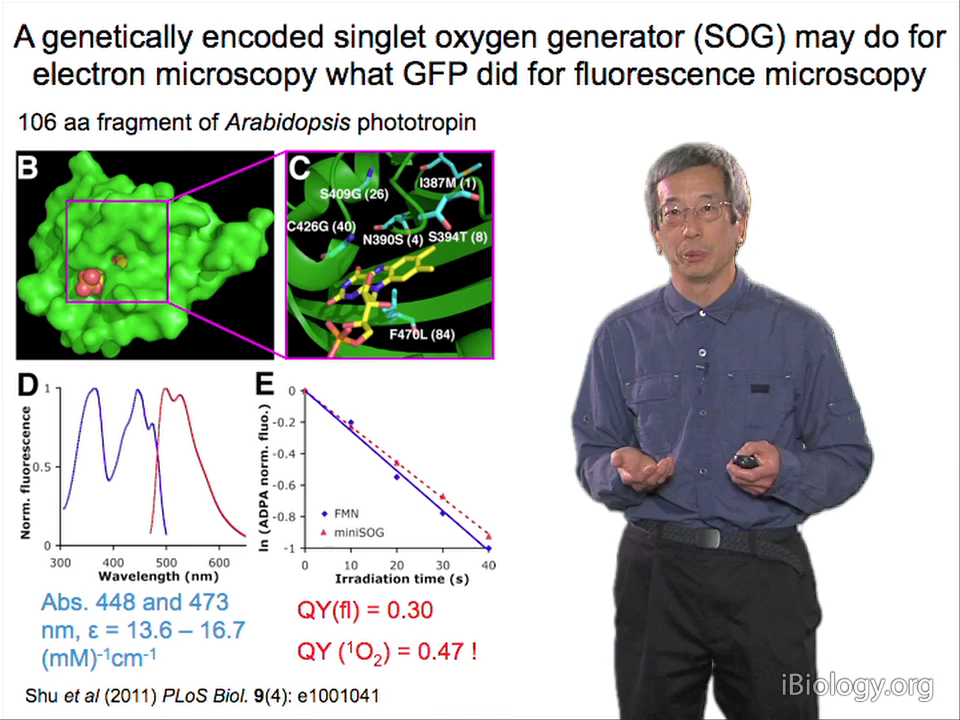 A genetically encoded singlet oxygen generator (SOG) may do for
electron microscopy what GFP did for fluorescence microscopy
106 aa fragment of Arabidopsis phototropin
B
C
I387M (1)
S409G (26)
C426G (40)
N390S (4) S394T (8)
F470L (84)
D
Norm. fluorescence
1
0.5
0
300 400 500 600
Wavelength (nm)
E
ln (ADPA norm. fluo.)
0
-0.2
-0.4
-0.6
-0.8
-1
FMN
miniSOG
0 10 20 30 40
Irradiation time (s)
Abs. 448 and 473
nm, ε = 13.6 – 16.7
(mM)⁻¹cm⁻¹
QY(fl) = 0.30
QY (¹O₂) = 0.47 !
Shu et al (2011) PLoS Biol. 9(4): e1001041
iBiology.org